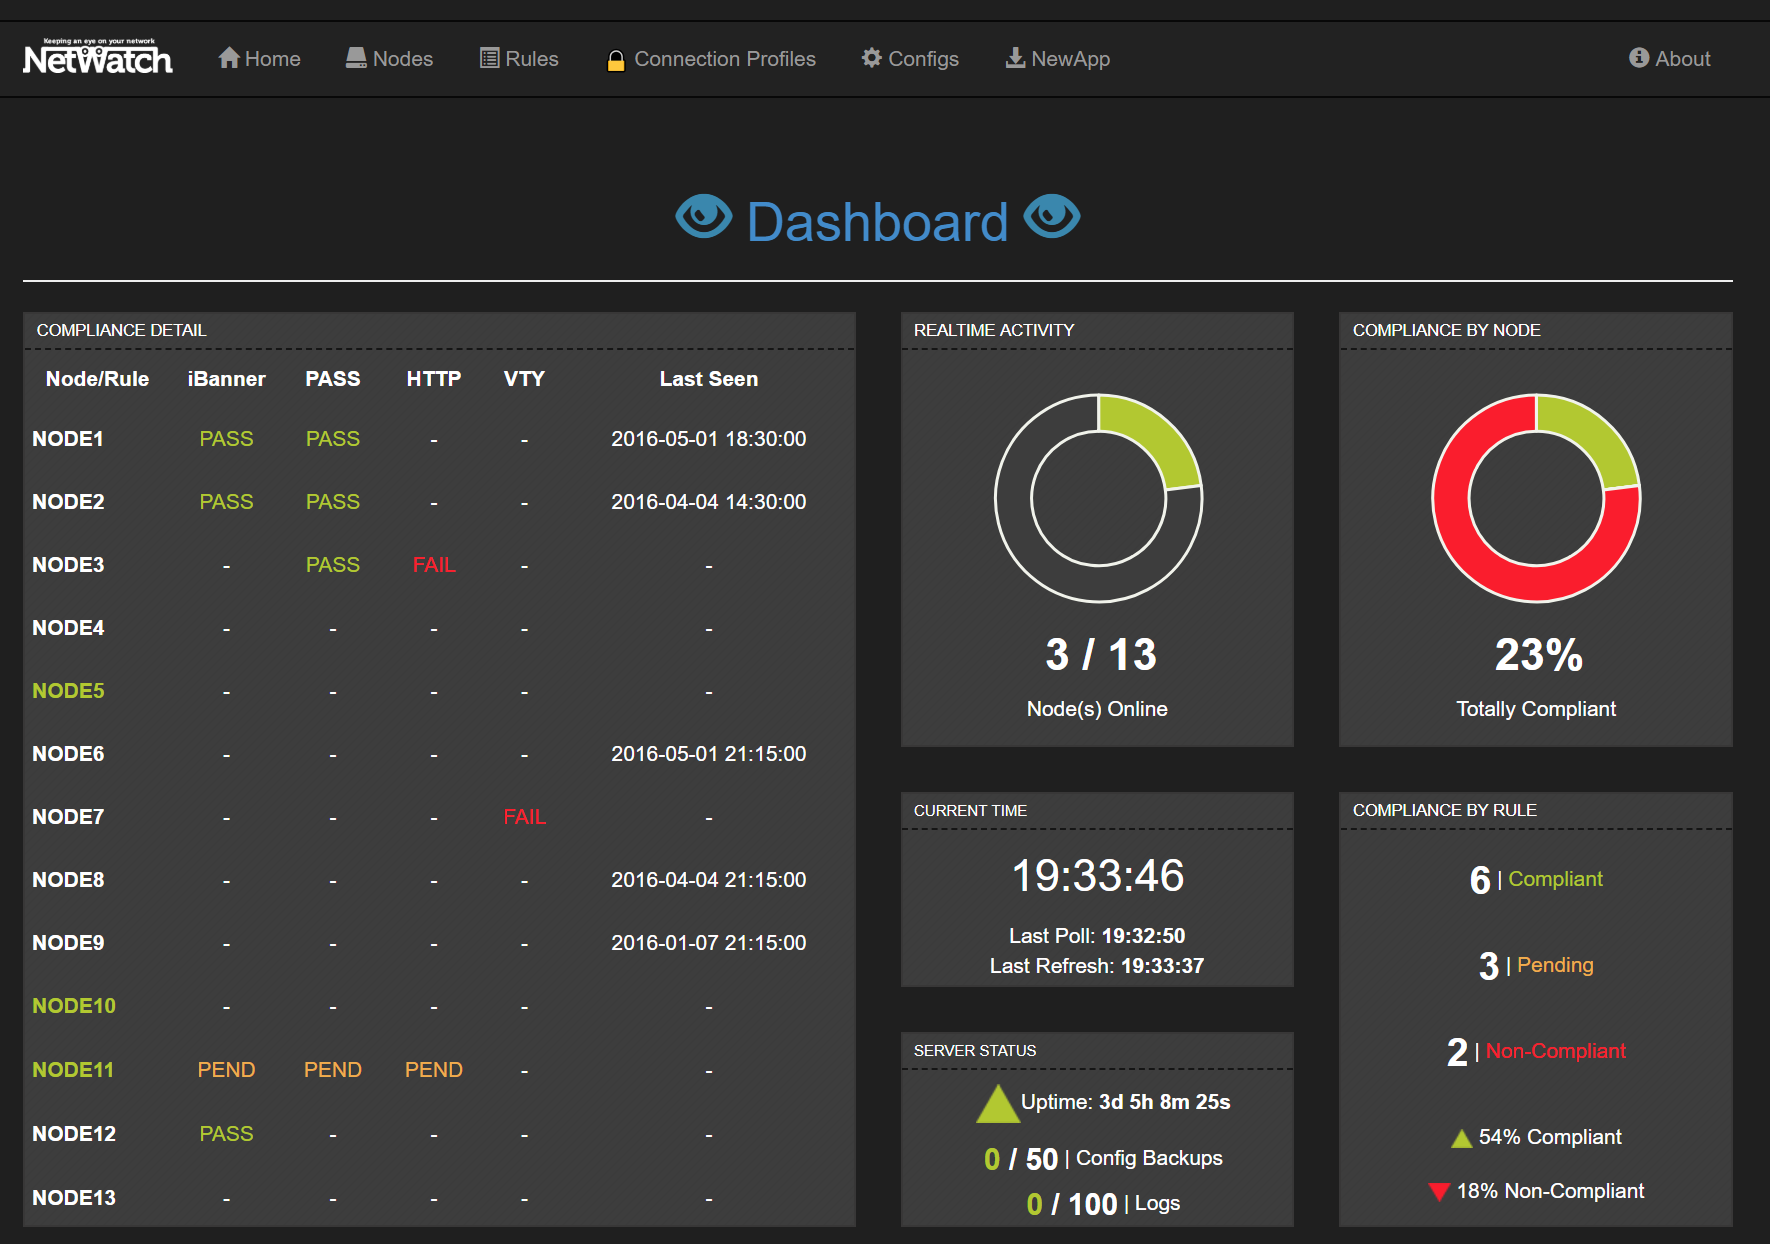 Keeping an eye on your network
NetWatch
Home
Nodes
Rules
Connection Profiles
Configs
NewApp
About
Dashboard
COMPLIANCE DETAIL
Node/Rule iBanner PASS HTTP VTY Last Seen
NODE1 PASS PASS - - 2016-05-01 18:30:00
NODE2 PASS PASS - - 2016-04-04 14:30:00
NODE3 - PASS FAIL - -
NODE4 - - - - -
NODE5 - - - - -
NODE6 - - - - 2016-05-01 21:15:00
NODE7 - - - FAIL -
NODE8 - - - - 2016-04-04 21:15:00
NODE9 - - - - 2016-01-07 21:15:00
NODE10 - - - - -
NODE11 PEND PEND PEND - -
NODE12 PASS - - - -
NODE13 - - - - -
REALTIME ACTIVITY
3 / 13
Node(s) Online
COMPLIANCE BY NODE
23%
Totally Compliant
CURRENT TIME
19:33:46
Last Poll: 19:32:50
Last Refresh: 19:33:37
SERVER STATUS
Uptime: 3d 5h 8m 25s
0 / 50 | Config Backups
0 / 100 | Logs
COMPLIANCE BY RULE
6 | Compliant
3 | Pending
2 | Non-Compliant
54% Compliant
18% Non-Compliant